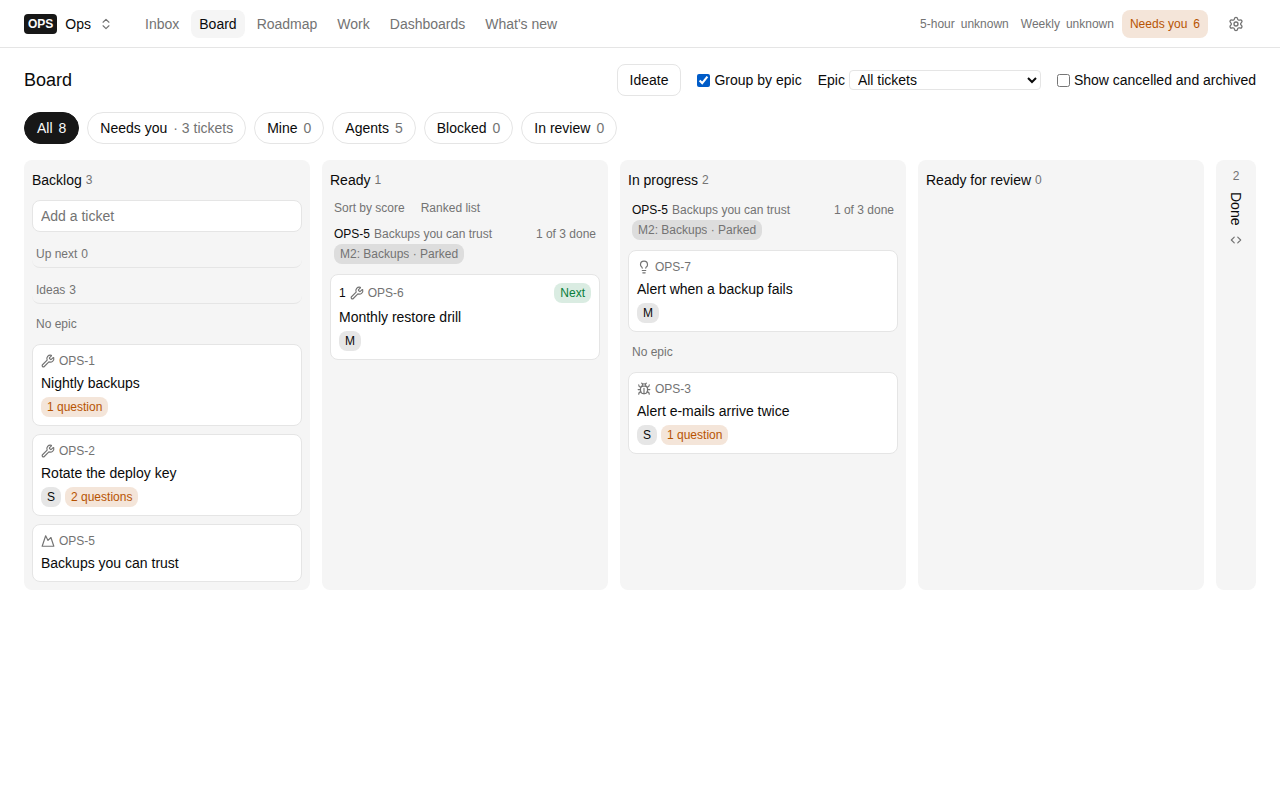 OPS Ops Inbox Board Roadmap Work Dashboards What's new 5-hour unknown Weekly unknown Needs you 6
Board Ideate Group by epic Epic All tickets Show cancelled and archived
All 8 Needs you · 3 tickets Mine 0 Agents 5 Blocked 0 In review 0
Backlog 3
Add a ticket
Up next 0
Ideas 3
No epic
OPS-1
Nightly backups
1 question
OPS-2
Rotate the deploy key
S 2 questions
OPS-5
Backups you can trust
Ready 1
Sort by score Ranked list
OPS-5 Backups you can trust 1 of 3 done
M2: Backups · Parked
1 OPS-6 Next
Monthly restore drill
M
In progress 2
OPS-5 Backups you can trust 1 of 3 done
M2: Backups · Parked
OPS-7
Alert when a backup fails
M
No epic
OPS-3
Alert e-mails arrive twice
S 1 question
Ready for review 0
2
Done